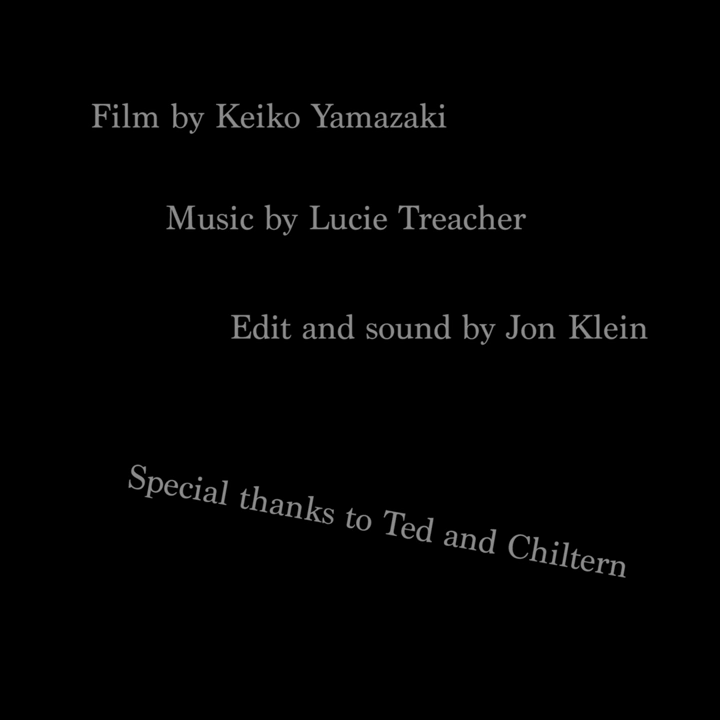 Film by Keiko Yamazaki
Music by Lucie Treacher
Edit and sound by Jon Klein
Special thanks to Ted and Chiltern